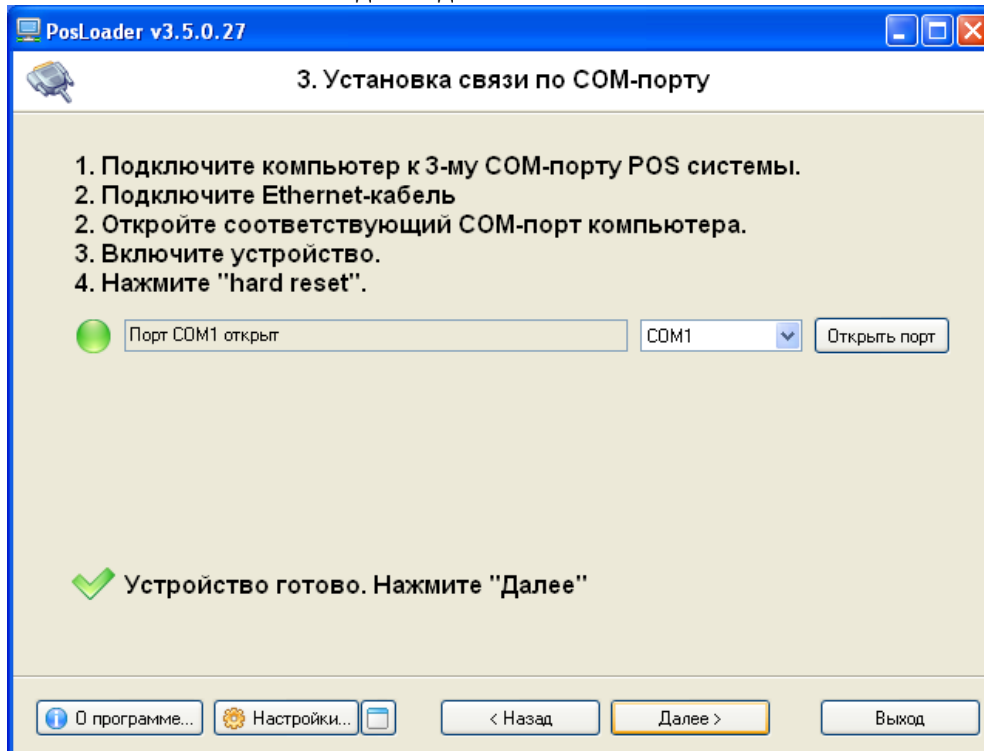 PosLoader v3.5.0.27
3. Установка связи по COM-порту
1. Подключите компьютер к 3-му COM-порту POS системы.
2. Подключите Ethernet-кабель
2. Откройте соответствующий COM-порт компьютера.
3. Включите устройство.
4. Нажмите "hard reset".
Порт COM1 открыт
COM1
Открыть порт
Устройство готово. Нажмите "Далее"
О программе...
Настройки...
< Назад
Далее >
Выход